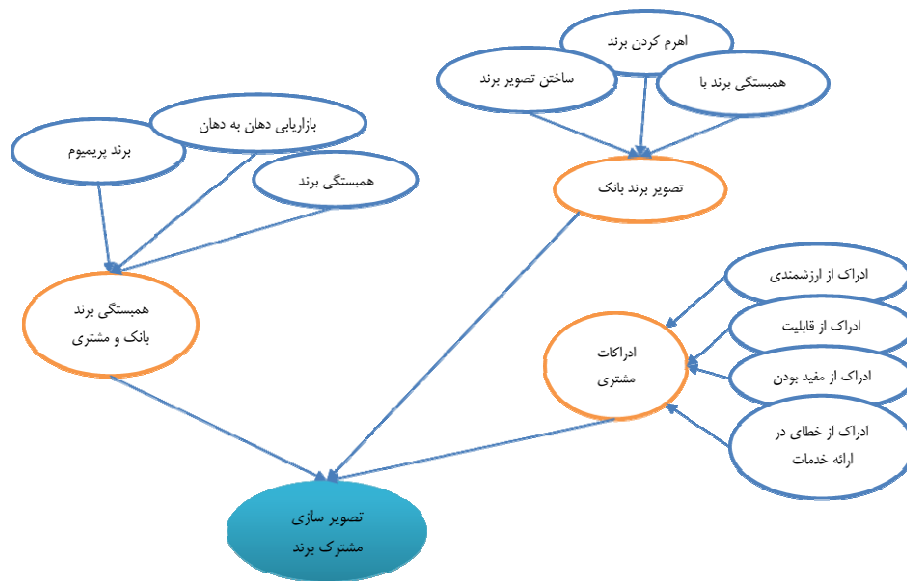 اهرم کردن برند
ساختن تصویر برند
همبستگی برند با
بازاریابی دهان به دهان
برند پریمیوم
همبستگی برند
تصویر برند بانک
همبستگی برند
بانک و مشتری
ادراک از ارزشمندی
ادراک از قابلیت
ادراک از مفید بودن
ادراک از خطای در
ارائه خدمات
ادراکات
مشتری
تصویر سازی
مشترک برند